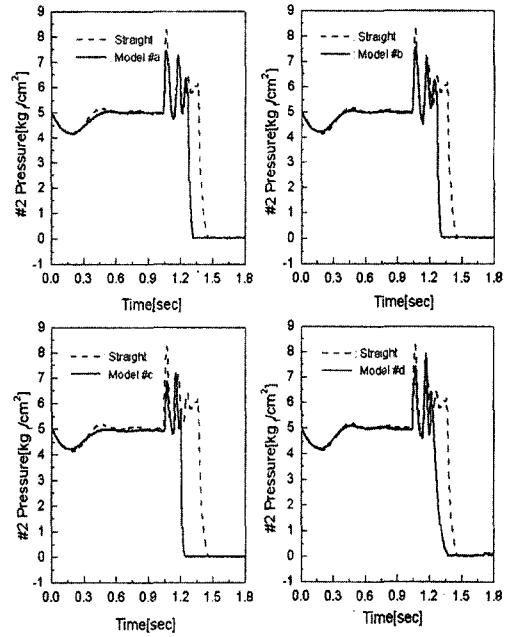 9
Straight
Model #a
8
7
6
5
4
3
2
1
0
-1
#2 Pressure[kg/cm²]
0.0 0.3 0.6 0.9 1.2 1.5 1.8
Time[sec]
9
Straight
Model #b
8
7
6
5
4
3
2
1
0
-1
#2 Pressure[kg/cm²]
0.0 0.3 0.6 0.9 1.2 1.5 1.8
Time[sec]
9
Straight
Model #c
8
7
6
5
4
3
2
1
0
-1
#2 Pressure[kg/cm²]
0.0 0.3 0.6 0.9 1.2 1.5 1.8
Time[sec]
9
Straight
Model #d
8
7
6
5
4
3
2
1
0
-1
#2 Pressure[kg/cm²]
0.0 0.3 0.6 0.9 1.2 1.5 1.8
Time[sec]